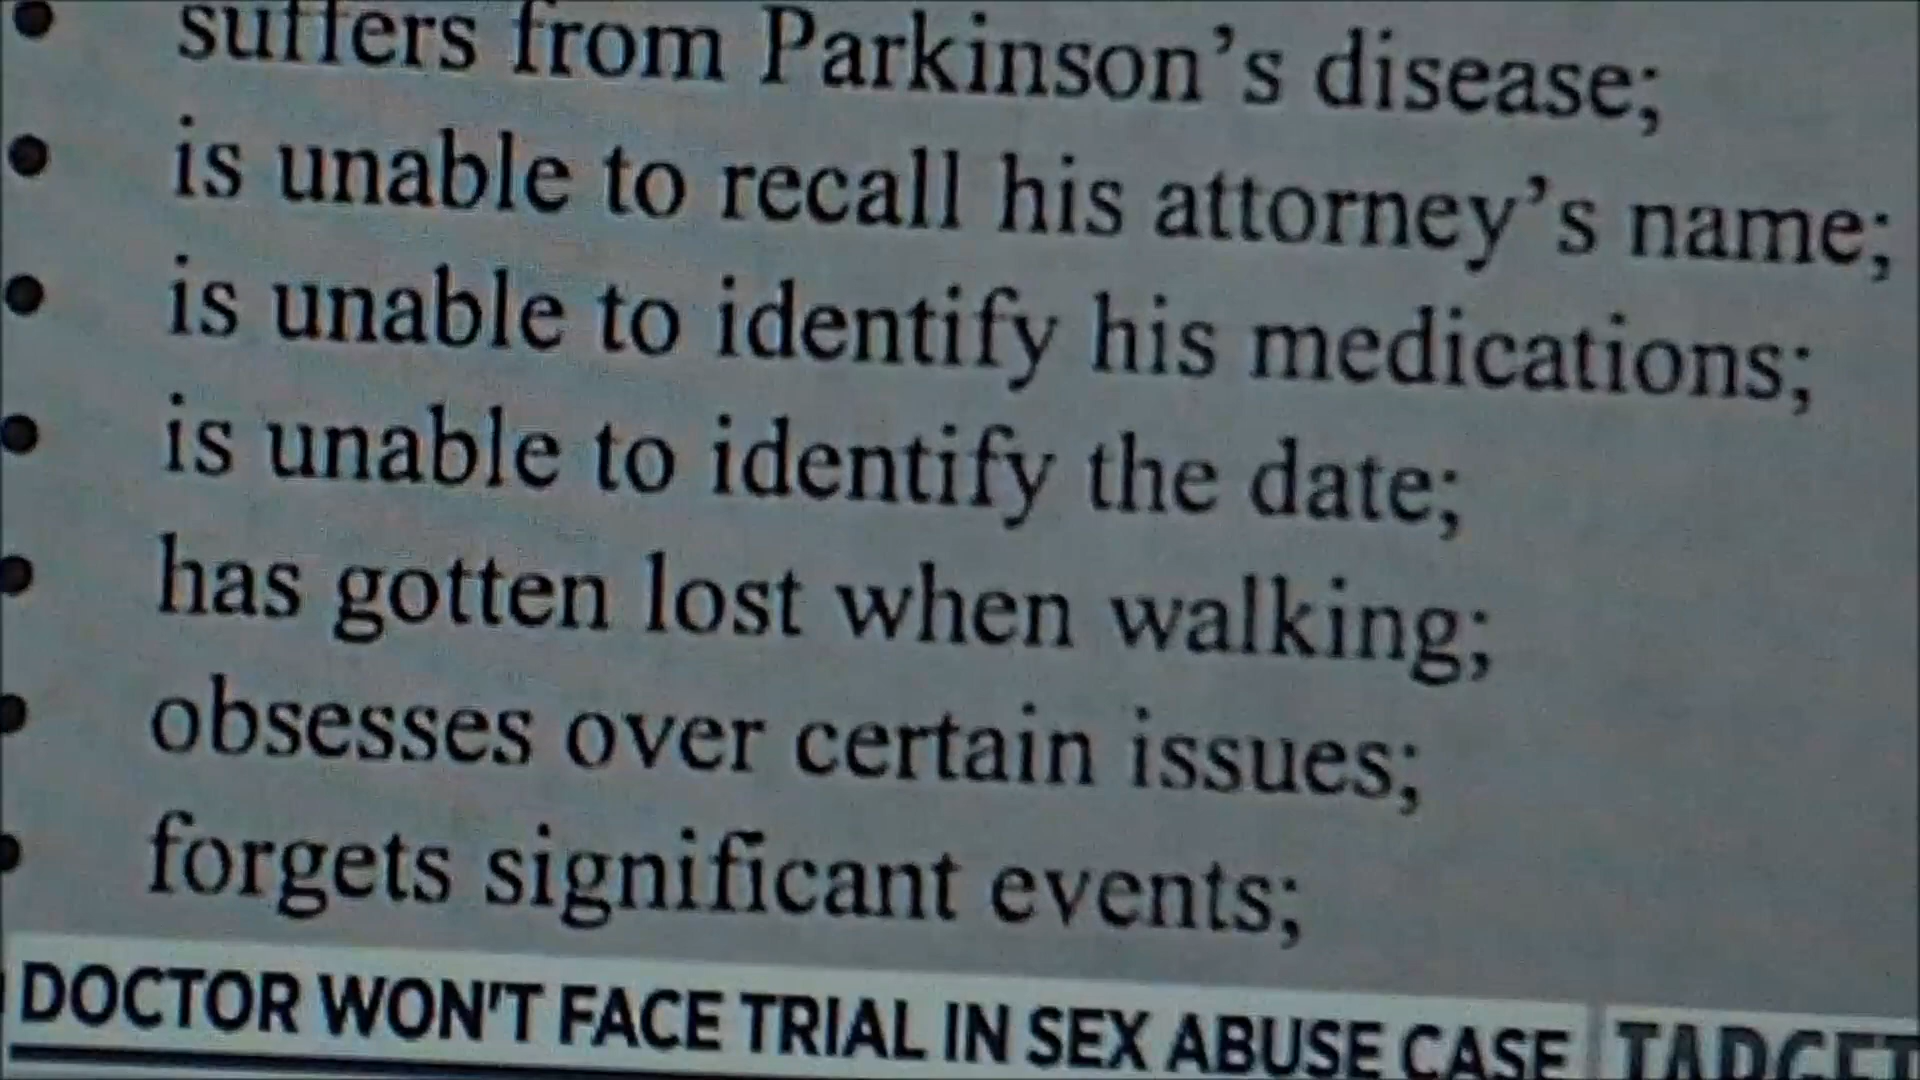 • suffers from Parkinson's disease;
• is unable to recall his attorney's name;
• is unable to identify his medications;
• is unable to identify the date;
• has gotten lost when walking;
• obsesses over certain issues;
• forgets significant events;
DOCTOR WON'T FACE TRIAL IN SEX ABUSE CASE TARGET